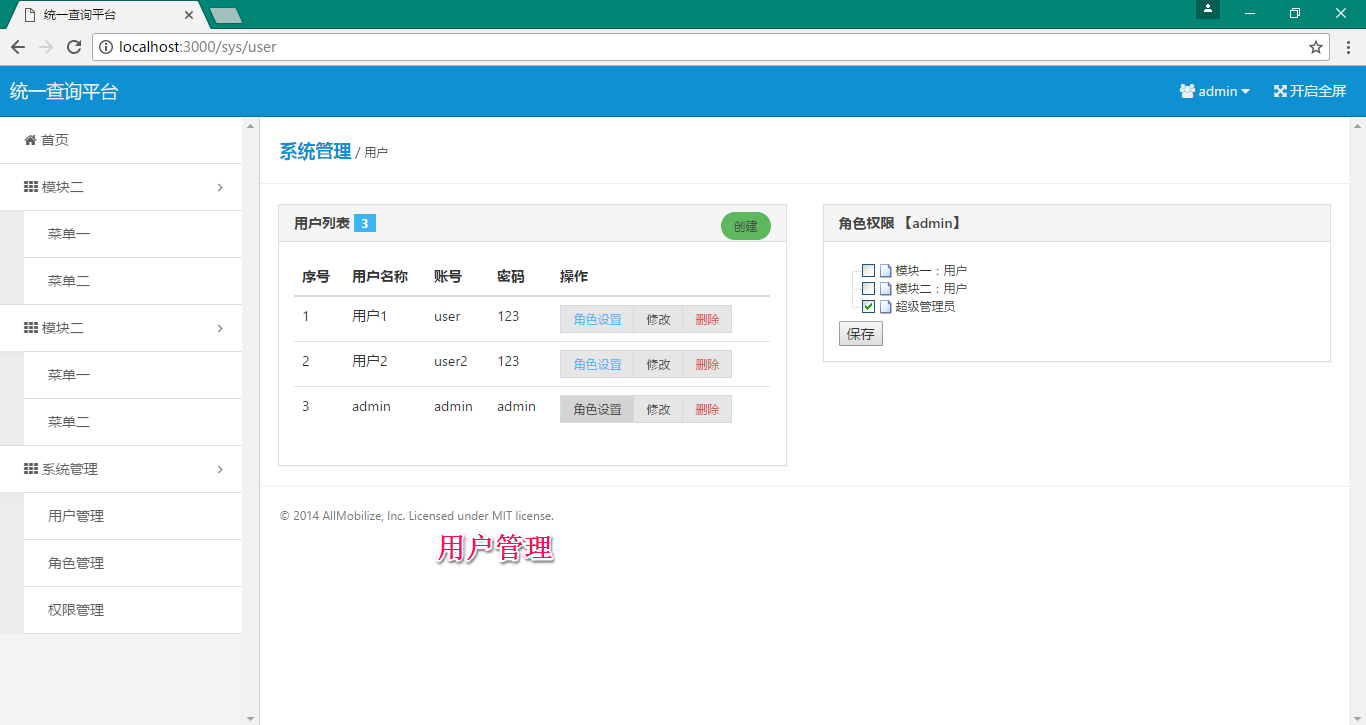 统一查询平台
localhost:3000/sys/user
统一查询平台
admin
开启全屏
首页
模块二
菜单一
菜单二
模块二
菜单一
菜单二
系统管理
用户管理
角色管理
权限管理
系统管理 / 用户
用户列表 3
创建
序号 用户名称 账号 密码 操作
1 用户1 user 123 角色设置 修改 删除
2 用户2 user2 123 角色设置 修改 删除
3 admin admin admin 角色设置 修改 删除
角色权限 【admin】
模块一：用户
模块二：用户
超级管理员
保存
© 2014 AllMobilize, Inc. Licensed under MIT license.
用户管理